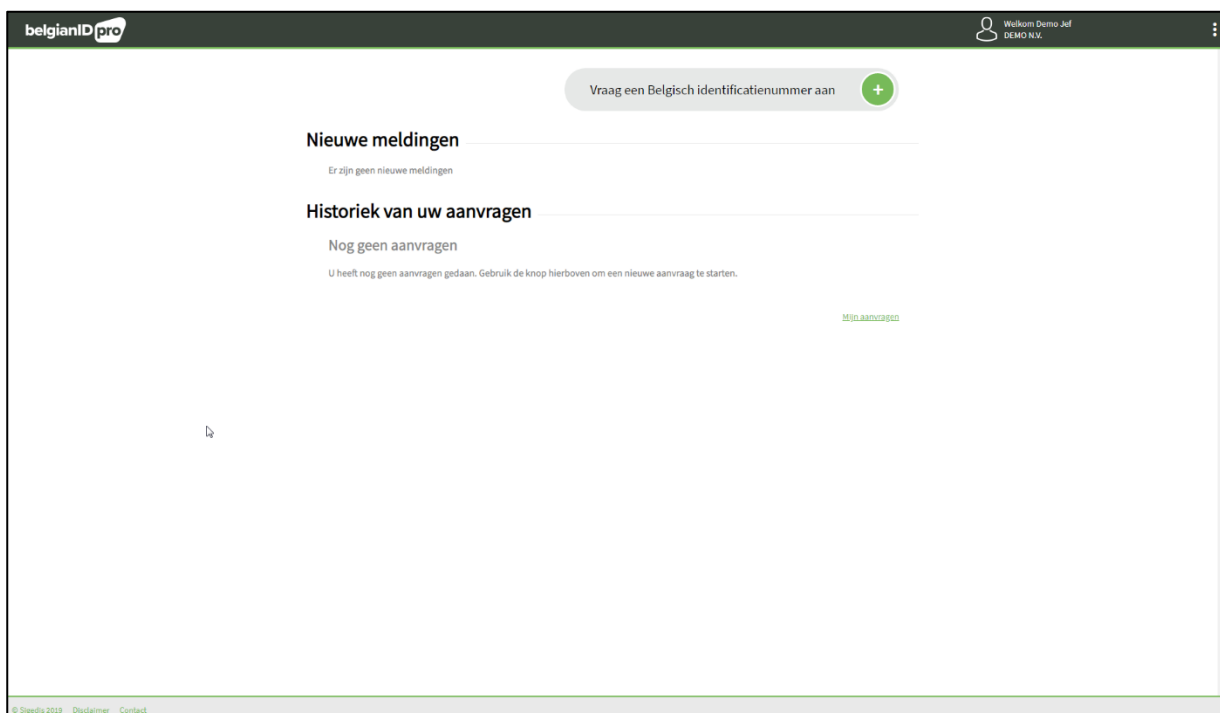 belgianID pro
Welkom Demo Jef
DEMO N.V.
Vraag een Belgisch identificatienummer aan
+
Nieuwe meldingen
Er zijn geen nieuwe meldingen
Historiek van uw aanvragen
Nog geen aanvragen
U heeft nog geen aanvragen gedaan. Gebruik de knop hierboven om een nieuwe aanvraag te starten.
Mijn aanvragen
© Sigedis 2019 Disclaimer Contact